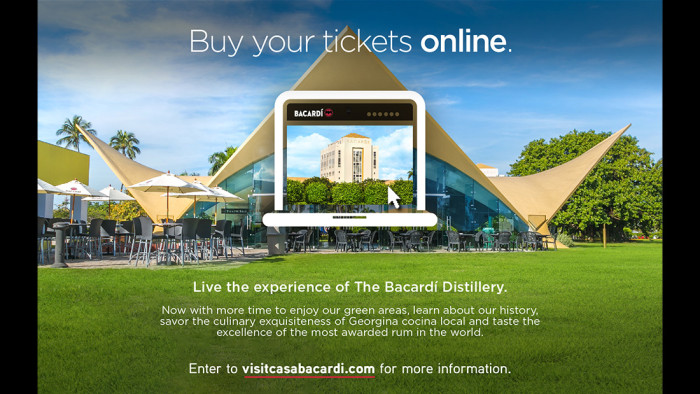 Buy your tickets online.
BACARDÍ
Live the experience of The Bacardí Distillery.
Now with more time to enjoy our green areas, learn about our history,
savor the culinary exquisiteness of Georgina cocina local and taste the
excellence of the most awarded rum in the world.
Enter to visitcasabacardi.com for more information.